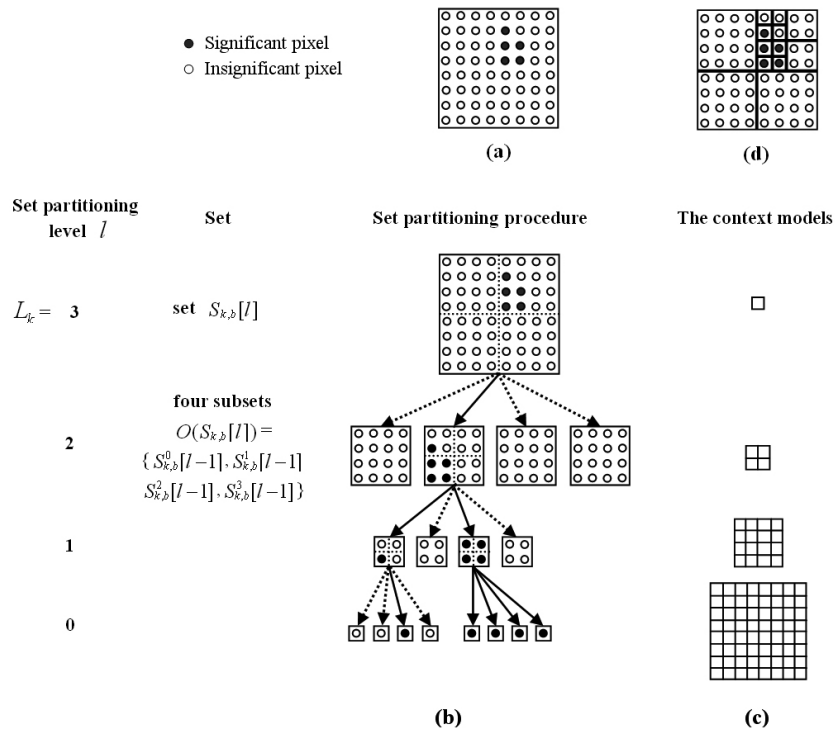 Significant pixel
Insignificant pixel
(a)
(d)
Set partitioning level l
Set
Set partitioning procedure
The context models
L_k = 3
set S_{k,b}[l]
2
four subsets
O(S_{k,b}[l]) =
{ S^0_{k,b}[l−1], S^1_{k,b}[l−1]
S^2_{k,b}[l−1], S^3_{k,b}[l−1] }
1
0
(b)
(c)